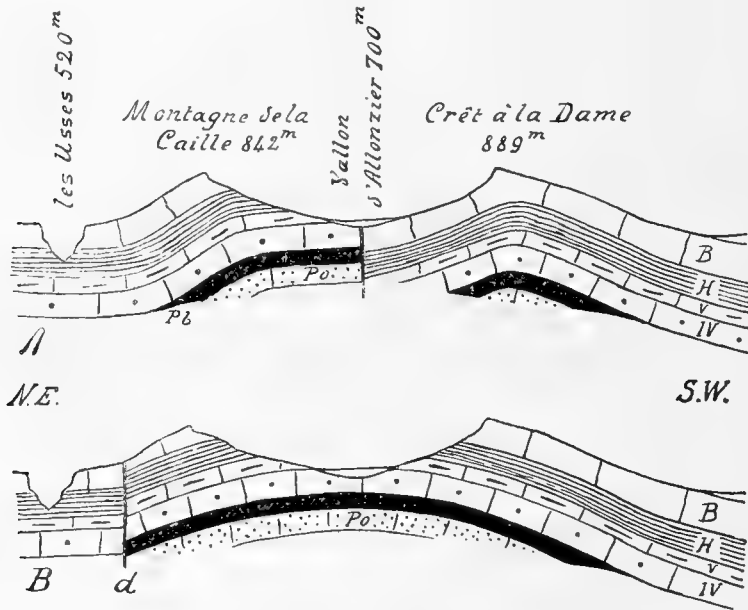 les Usses 520ᵐ
Montagne de la
Caille 842ᵐ
Vallon
d'Allonzier 700ᵐ
Crêt à la Dame
889ᵐ
B
H
V
IV
Po
Pb
A
N.E.
S.W.
Po
B
H
V
IV
B
d